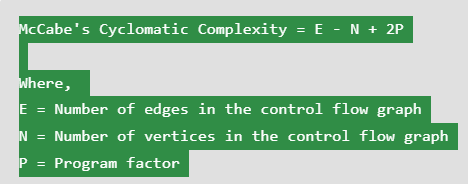 McCabe's Cyclomatic Complexity = E - N + 2P
Where,
E = Number of edges in the control flow graph
N = Number of vertices in the control flow graph
P = Program factor